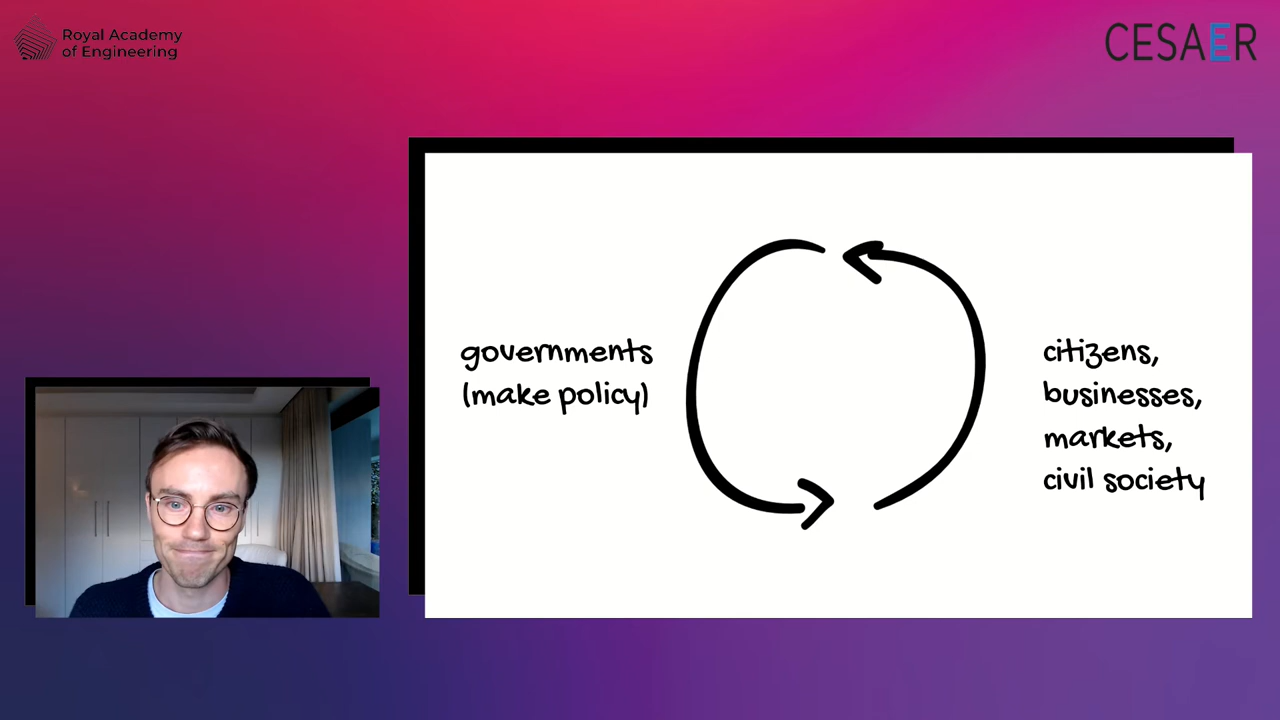 Royal Academy
of Engineering
CESAER
governments
(make policy)
citizens,
businesses,
markets,
civil society